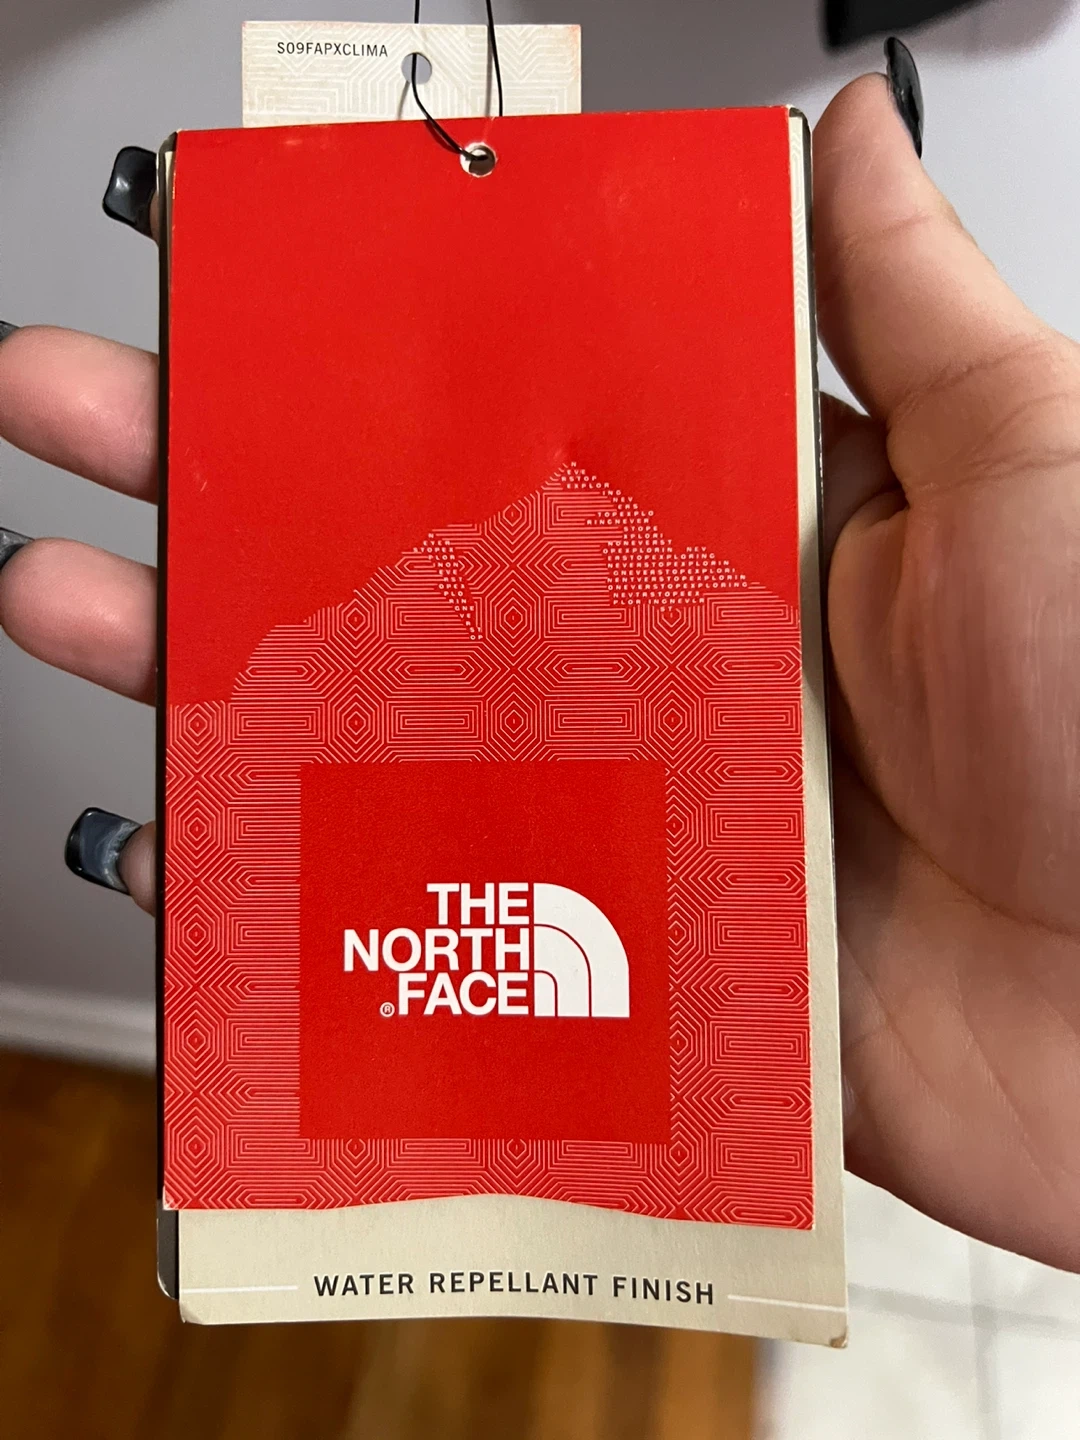 S09FAPXCLIMA
THE
NORTH
FACE
®
WATER REPELLANT FINISH